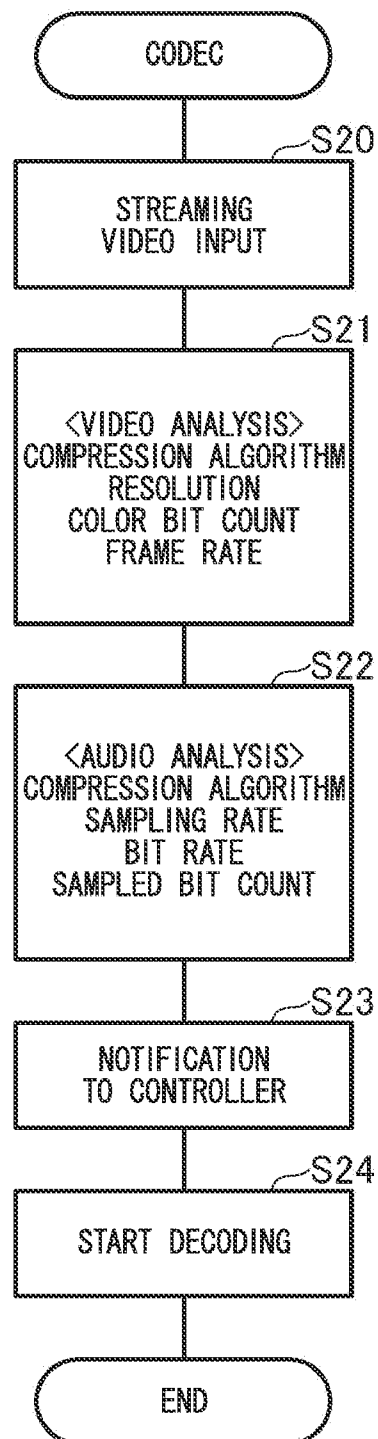 CODEC
S20
STREAMING
VIDEO INPUT
S21
<VIDEO ANALYSIS>
COMPRESSION ALGORITHM
RESOLUTION
COLOR BIT COUNT
FRAME RATE
S22
<AUDIO ANALYSIS>
COMPRESSION ALGORITHM
SAMPLING RATE
BIT RATE
SAMPLED BIT COUNT
S23
NOTIFICATION
TO CONTROLLER
S24
START DECODING
END